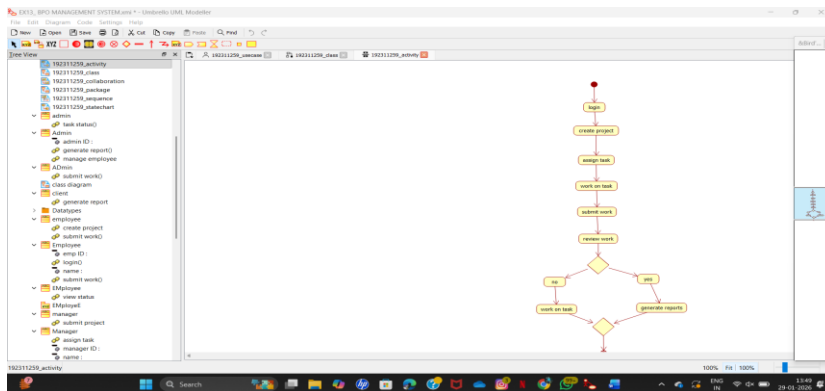 EX13_ BPO MANAGEMENT SYSTEM.xmi * - Umbrello UML Modeller
File Edit Diagram Code Settings Help
New Open Save Cut Copy Paste Find
XYZ
Tree View
192311259_usecase 192311259_class 192311259_activity
192311259_activity
192311259_class
192311259_collaboration
192311259_package
192311259_sequence
192311259_statechart
admin
task status()
Admin
admin ID :
generate report()
manage employee
ADmin
submit work()
class diagram
client
generate report
Datatypes
employee
create project
submit work()
Employee
emp ID :
login()
name :
submit work()
EMployee
view status
EMployeE
manager
submit project
Manager
assign task
manager ID :
name :
login
create project
assign task
work on task
submit work
review work
no
yes
work on task
generate reports
192311259_activity
100% Fit 100%
Search
ENG
IN
13:49
29-01-2026